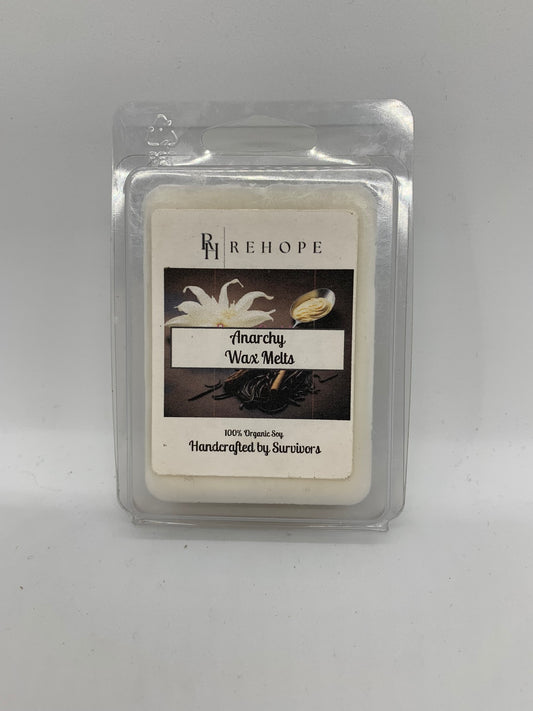 RH REHOPE
Anarchy
Wax Melts
100% Organic Soy
Handcrafted by Survivors